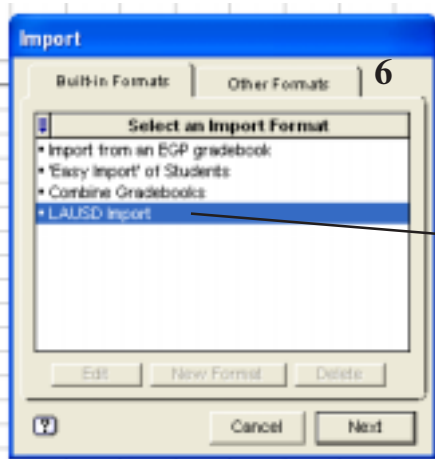 Import
Built-in Formats Other Formats 6
Select an Import Format
• Import from an EGP gradebook
• 'Easy Import' of Students
• Combine Gradebooks
• LAUSD Import
Edit New Format Delete
? Cancel Next